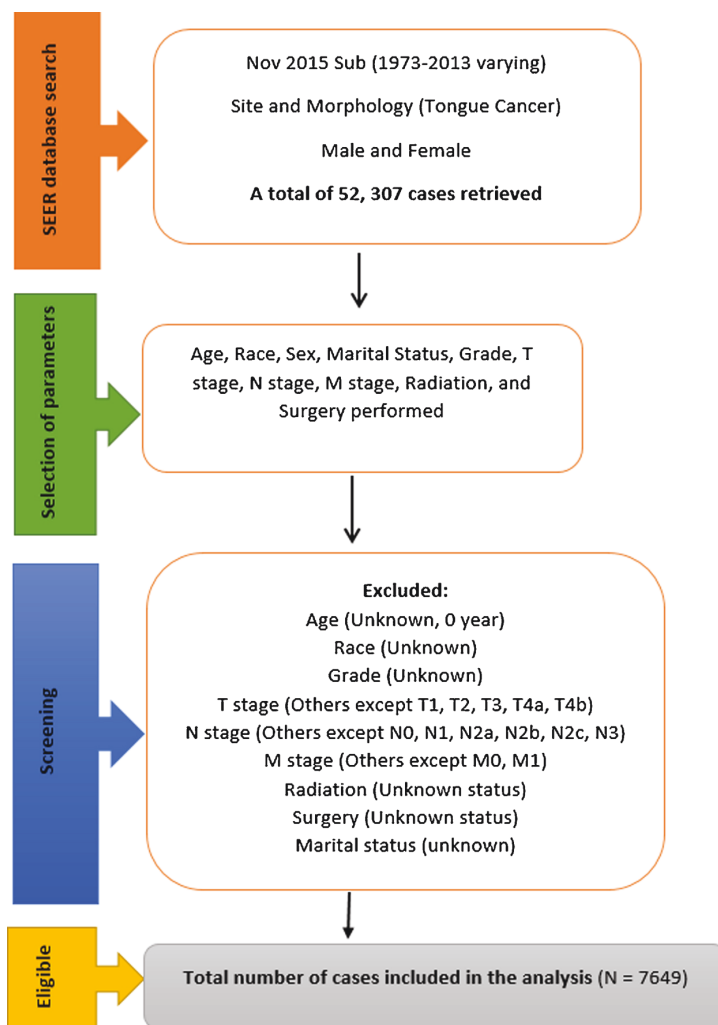 SEER database search
Nov 2015 Sub (1973-2013 varying)
Site and Morphology (Tongue Cancer)
Male and Female
A total of 52, 307 cases retrieved
Selection of parameters
Age, Race, Sex, Marital Status, Grade, T
stage, N stage, M stage, Radiation, and
Surgery performed
Screening
Excluded:
Age (Unknown, 0 year)
Race (Unknown)
Grade (Unknown)
T stage (Others except T1, T2, T3, T4a, T4b)
N stage (Others except N0, N1, N2a, N2b, N2c, N3)
M stage (Others except M0, M1)
Radiation (Unknown status)
Surgery (Unknown status)
Marital status (unknown)
Eligible
Total number of cases included in the analysis (N = 7649)